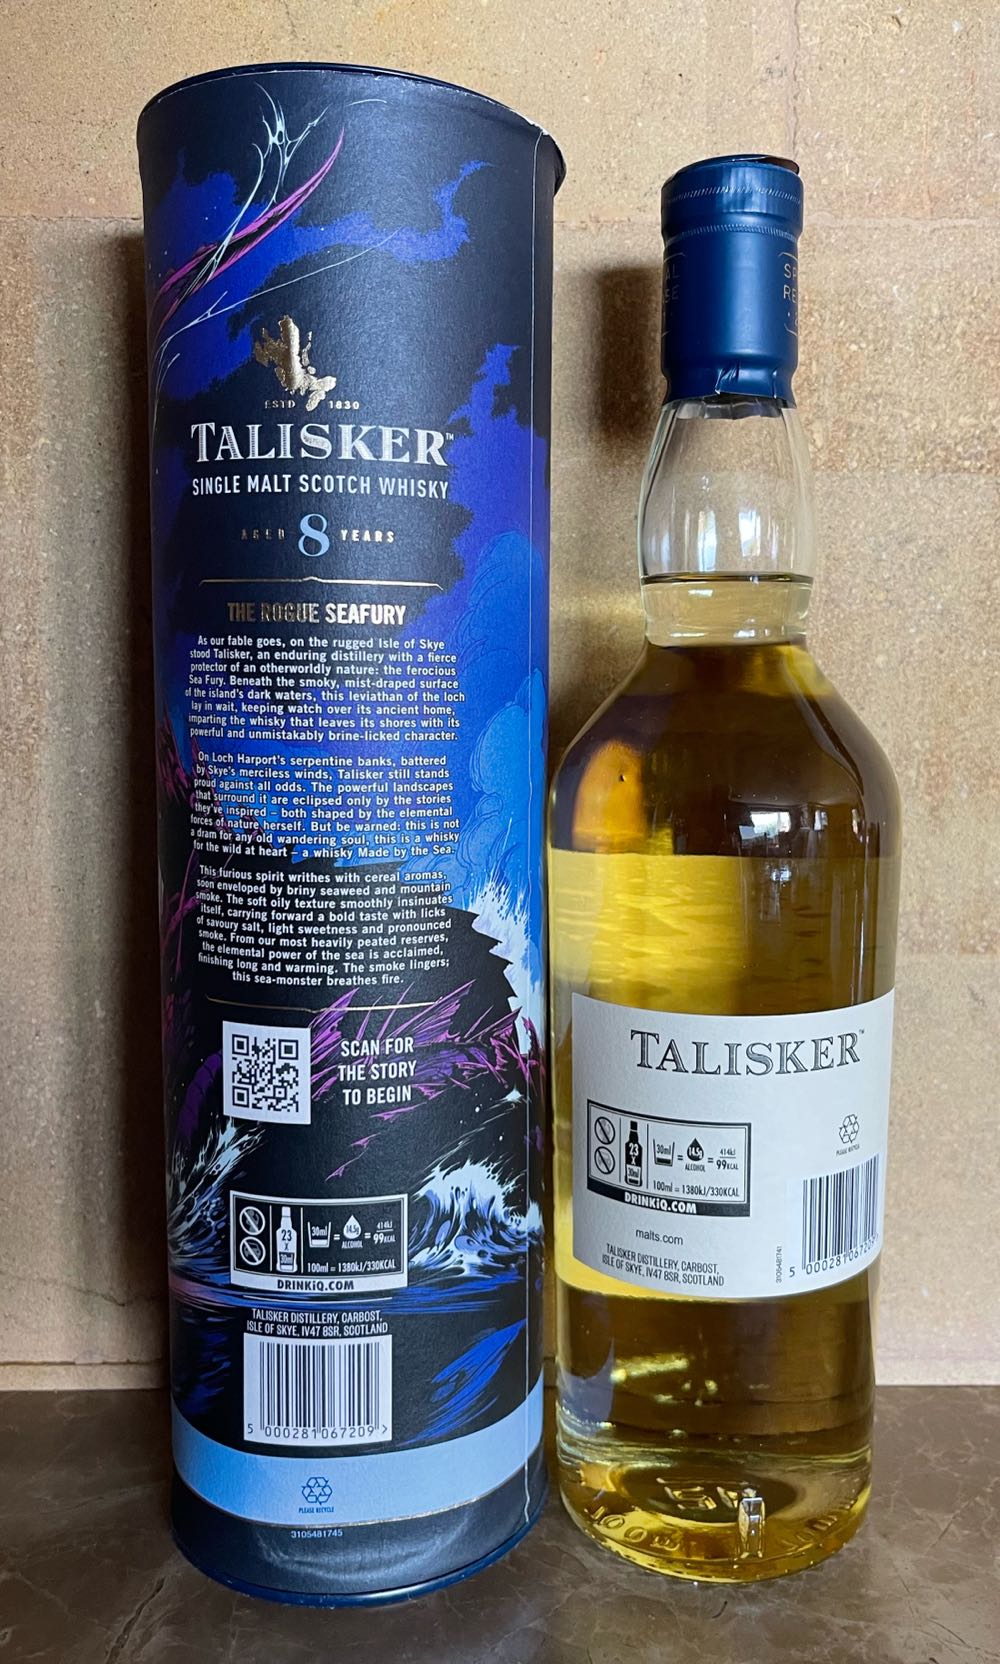 ESTD 1830
TALISKER™
SINGLE MALT SCOTCH WHISKY
AGED 8 YEARS
THE ROGUE SEAFURY
As our fable goes, on the rugged Isle of Skye
stood Talisker, an enduring distillery with a fierce
protector of an otherworldly nature: the ferocious
Sea Fury. Beneath the smoky, mist-draped surface
of the island's dark waters, this leviathan of the loch
lay in wait, keeping watch over its ancient home,
imparting the whisky that leaves its shores with its
powerful and unmistakably brine-licked character.
On Loch Harport's serpentine banks, battered
by Skye's merciless winds, Talisker still stands
proud against all odds. The powerful landscapes
that surround it are eclipsed only by the stories
they've inspired – both shaped by the elemental
forces of nature herself. But be warned: this is not
a dram for any old wandering soul, this is a whisky
for the wild at heart – a whisky Made by the Sea.
This furious spirit writhes with cereal aromas,
soon enveloped by briny seaweed and mountain
smoke. The soft oily texture smoothly insinuates
itself, carrying forward a bold taste with licks
of savoury salt, light sweetness and pronounced
smoke. From our most heavily peated reserves,
the elemental power of the sea is acclaimed,
finishing long and warming. The smoke lingers;
this sea-monster breathes fire.
SCAN FOR
THE STORY
TO BEGIN
23 x 30ml
30ml = 14.5g ALCOHOL = 414kJ 99KCAL
100ml = 1380kJ/330KCAL
DRINKiQ.COM
TALISKER DISTILLERY, CARBOST,
ISLE OF SKYE, IV47 8SR, SCOTLAND
5 000281 067209 >
PLEASE RECYCLE
3105481745
TALISKER™
23 x 30ml
30ml = 14.5g ALCOHOL = 414kJ 99KCAL
100ml = 1380kJ/330KCAL
DRINKiQ.COM
PLEASE RECYCLE
malts.com
TALISKER DISTILLERY, CARBOST,
ISLE OF SKYE, IV47 8SR, SCOTLAND
3105481741
5 000281 067209